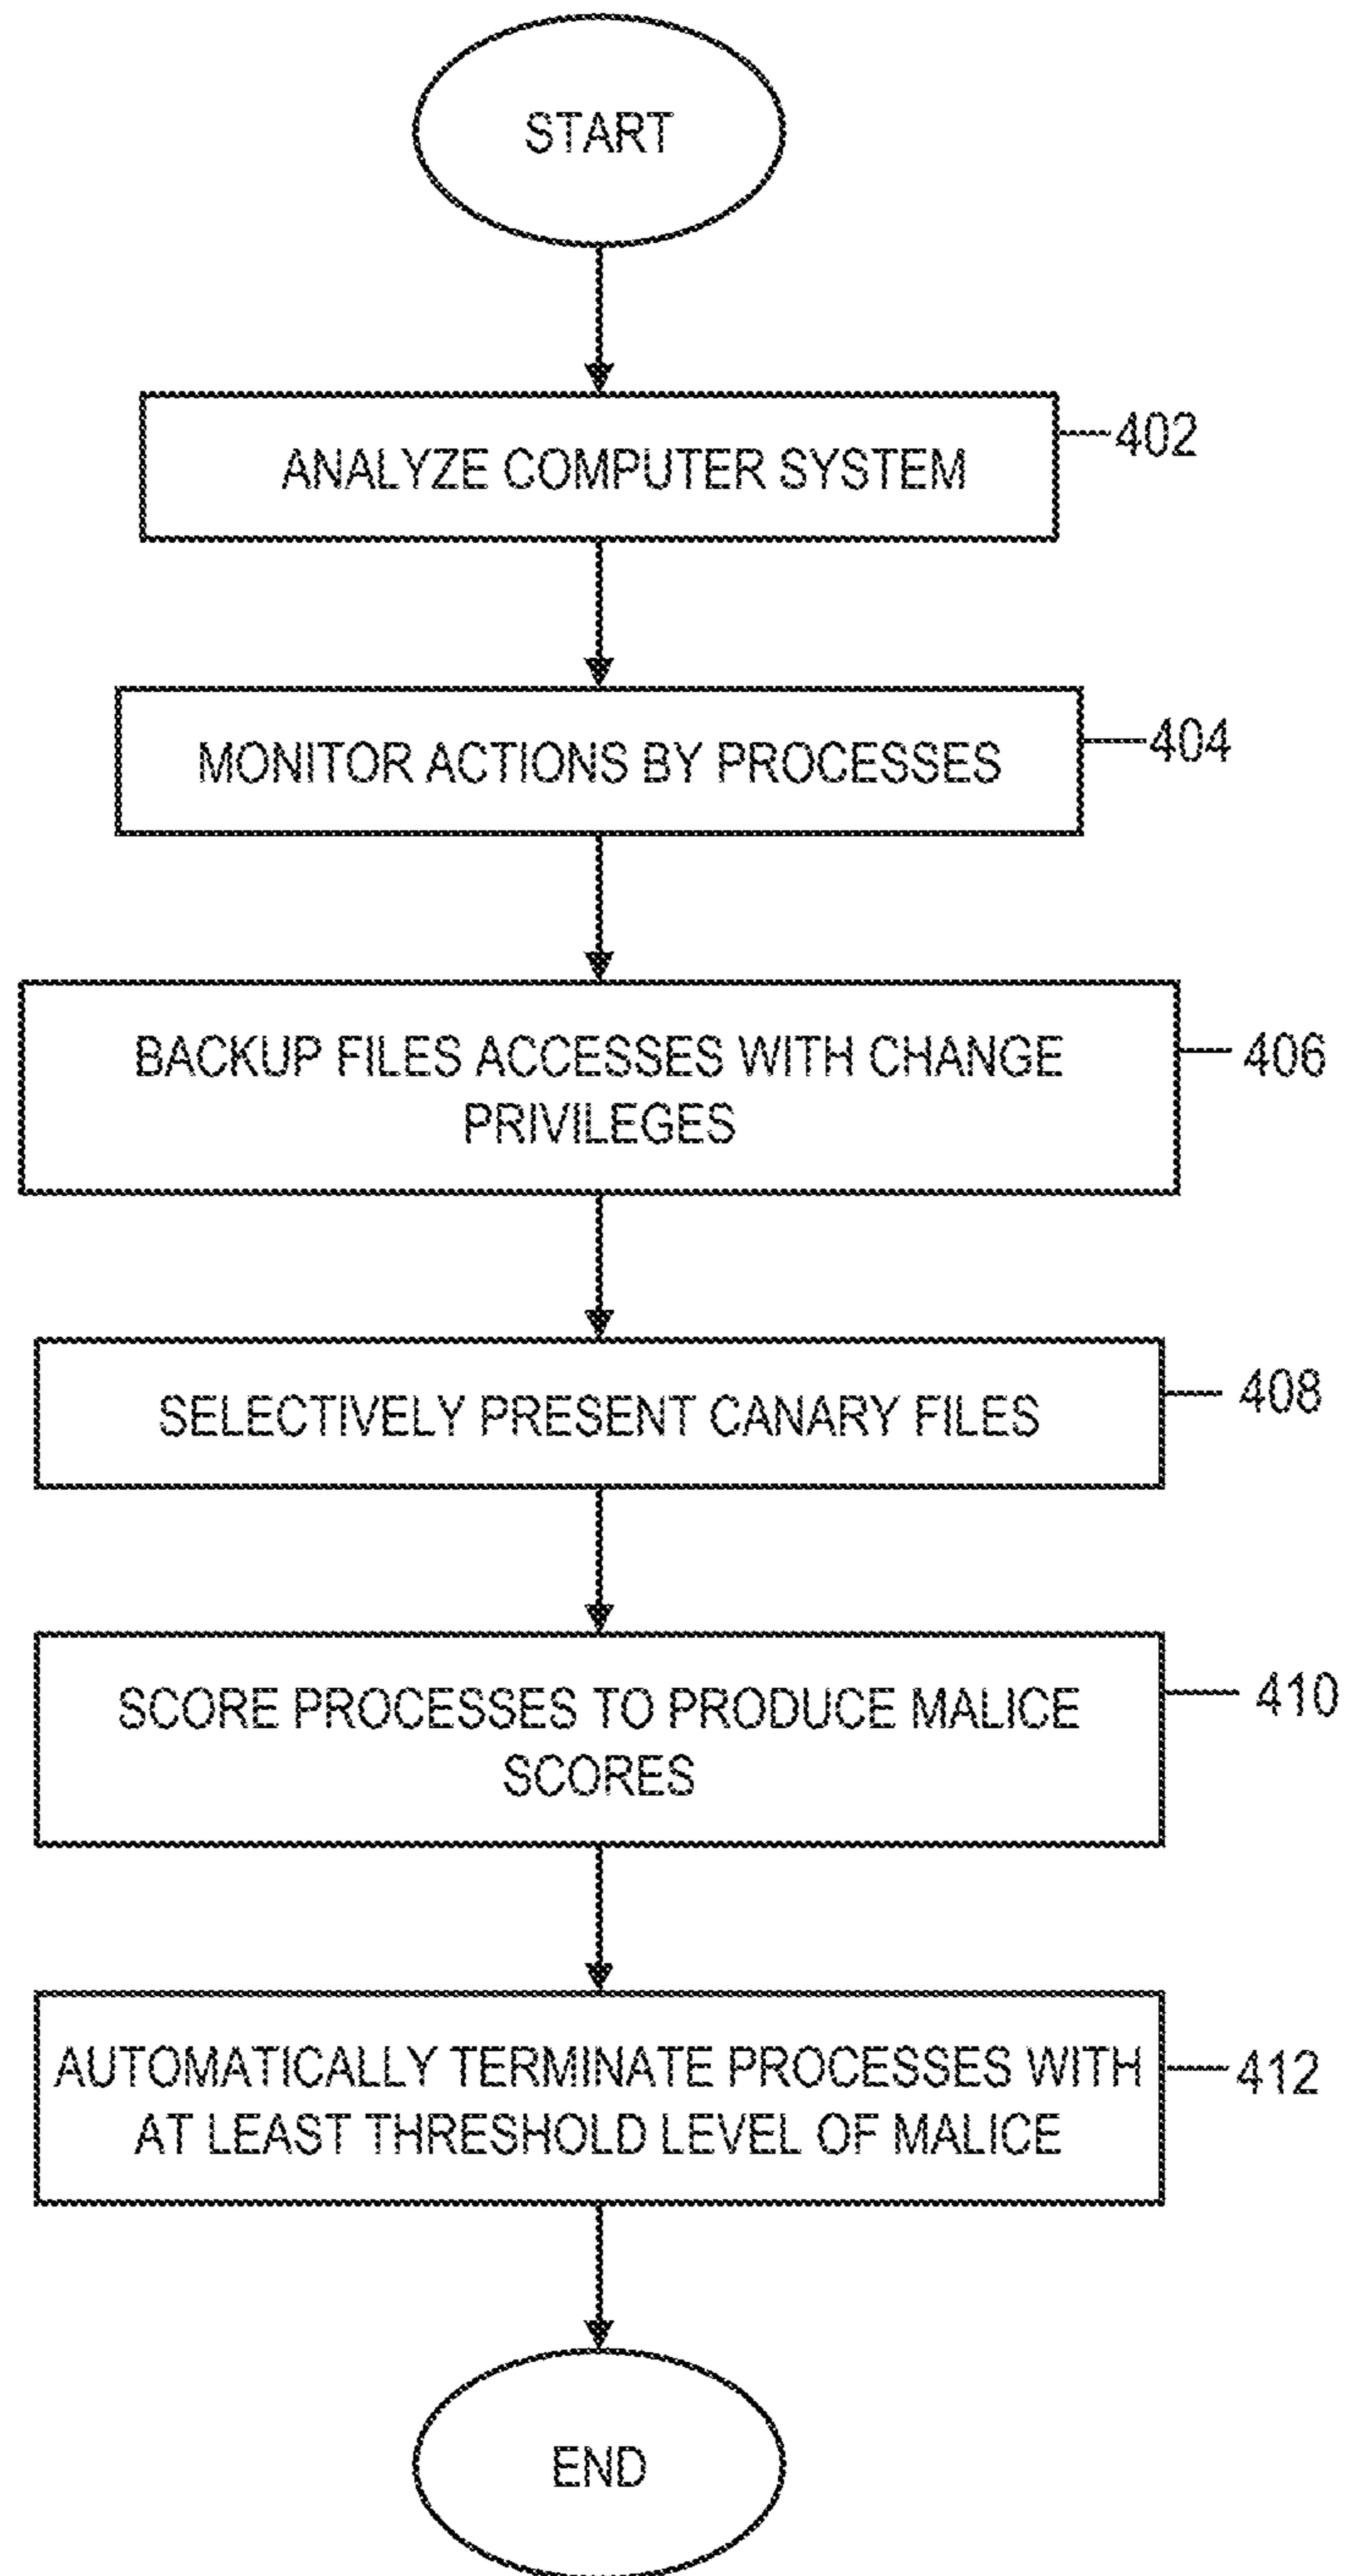 START
ANALYZE COMPUTER SYSTEM
402
MONITOR ACTIONS BY PROCESSES
404
BACKUP FILES ACCESSES WITH CHANGE
PRIVILEGES
406
SELECTIVELY PRESENT CANARY FILES
408
SCORE PROCESSES TO PRODUCE MALICE
SCORES
410
AUTOMATICALLY TERMINATE PROCESSES WITH
AT LEAST THRESHOLD LEVEL OF MALICE
412
END